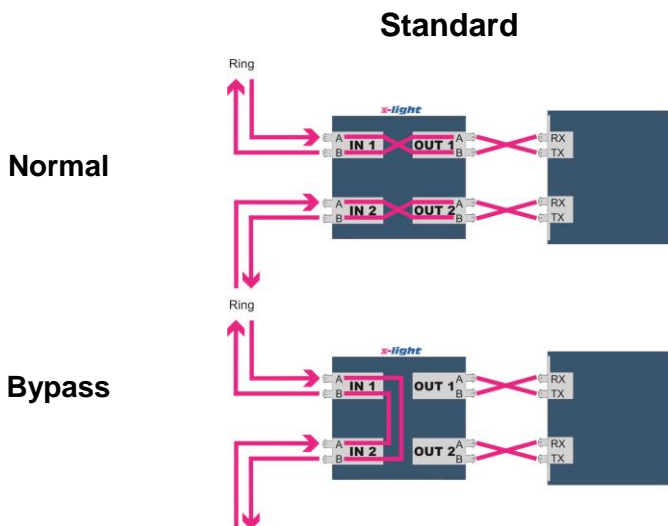 Standard
Ring
Normal
x-light
A IN 1 OUT 1 A RX
B B TX
A IN 2 OUT 2 A RX
B B TX
Ring
Bypass
x-light
A IN 1 OUT 1 A RX
B B TX
A IN 2 OUT 2 A RX
B B TX